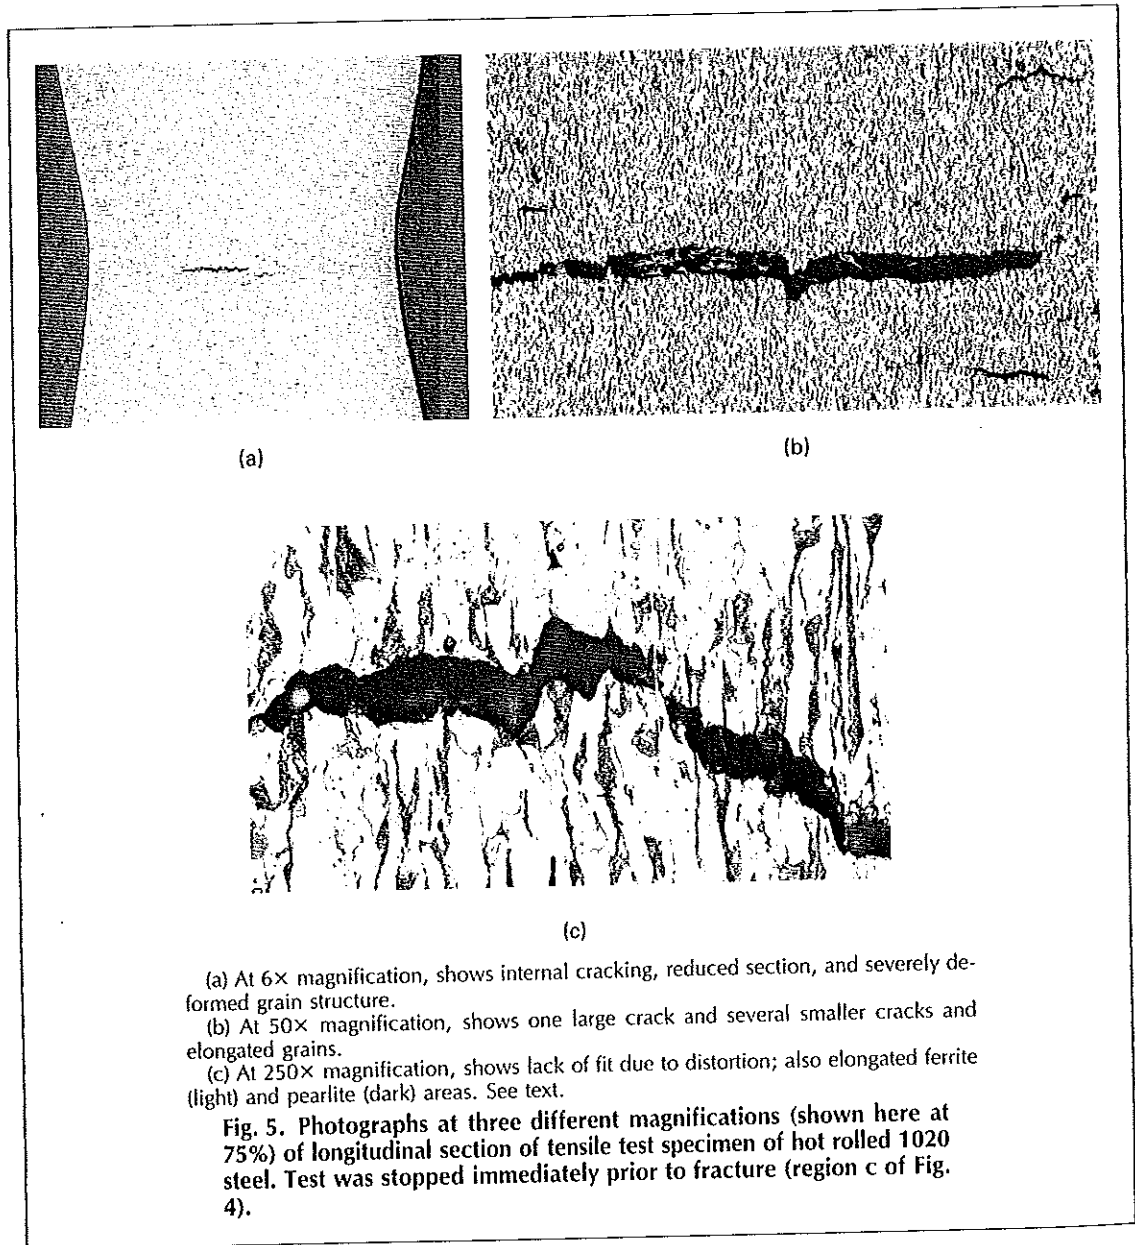 (a)
(b)
(c)
(a) At 6× magnification, shows internal cracking, reduced section, and severely de-
formed grain structure.
(b) At 50× magnification, shows one large crack and several smaller cracks and
elongated grains.
(c) At 250× magnification, shows lack of fit due to distortion; also elongated ferrite
(light) and pearlite (dark) areas. See text.
Fig. 5. Photographs at three different magnifications (shown here at
75%) of longitudinal section of tensile test specimen of hot rolled 1020
steel. Test was stopped immediately prior to fracture (region c of Fig.
4).